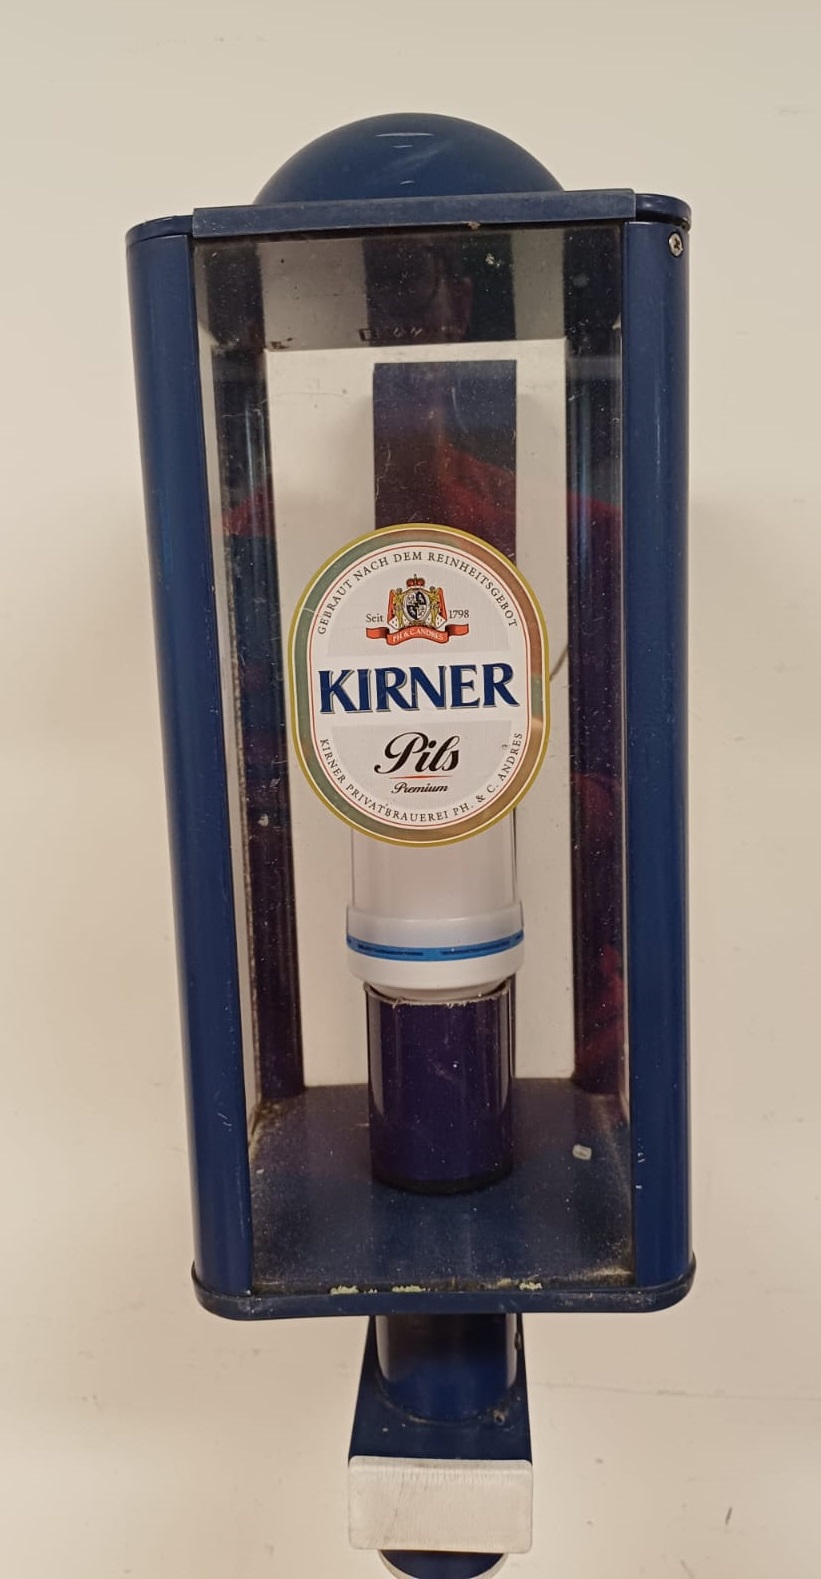 GEBRAUT NACH DEM REINHEITSGEBOT
Seit 1798
PH. & C. ANDRES
KIRNER
Pils
Premium
KIRNER PRIVATBRAUEREI PH. & C. ANDRES